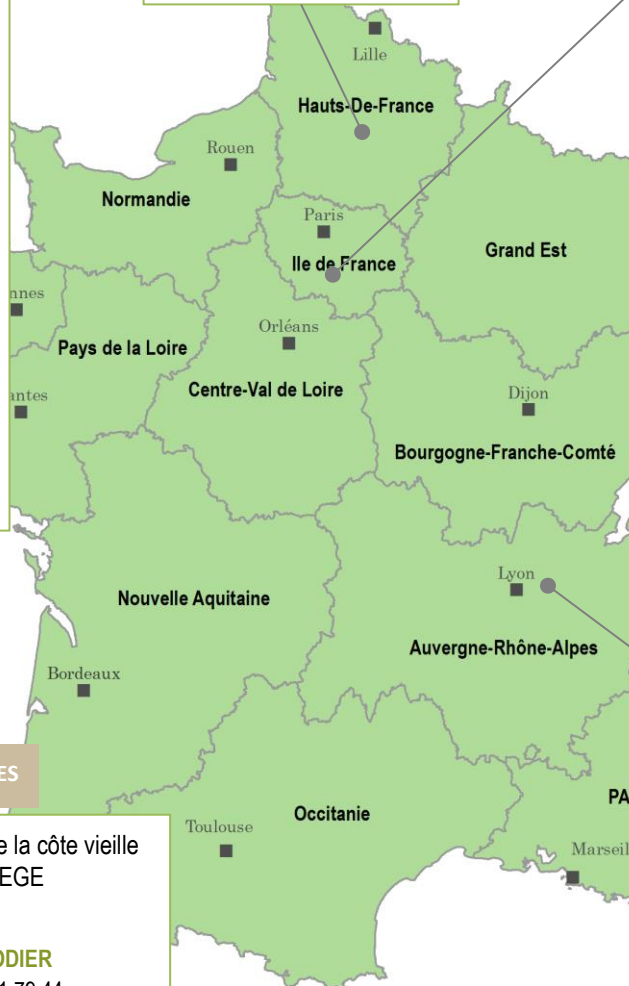 Lille
Hauts-De-France
Rouen
Normandie
Paris
Ile de France
Grand Est
nnes
Orléans
Pays de la Loire
Centre-Val de Loire
antes
Dijon
Bourgogne-Franche-Comté
Lyon
Nouvelle Aquitaine
Auvergne-Rhône-Alpes
Bordeaux
ES
PA
Occitanie
Toulouse
Marseil
e la côte vieille
EGE
ODIER